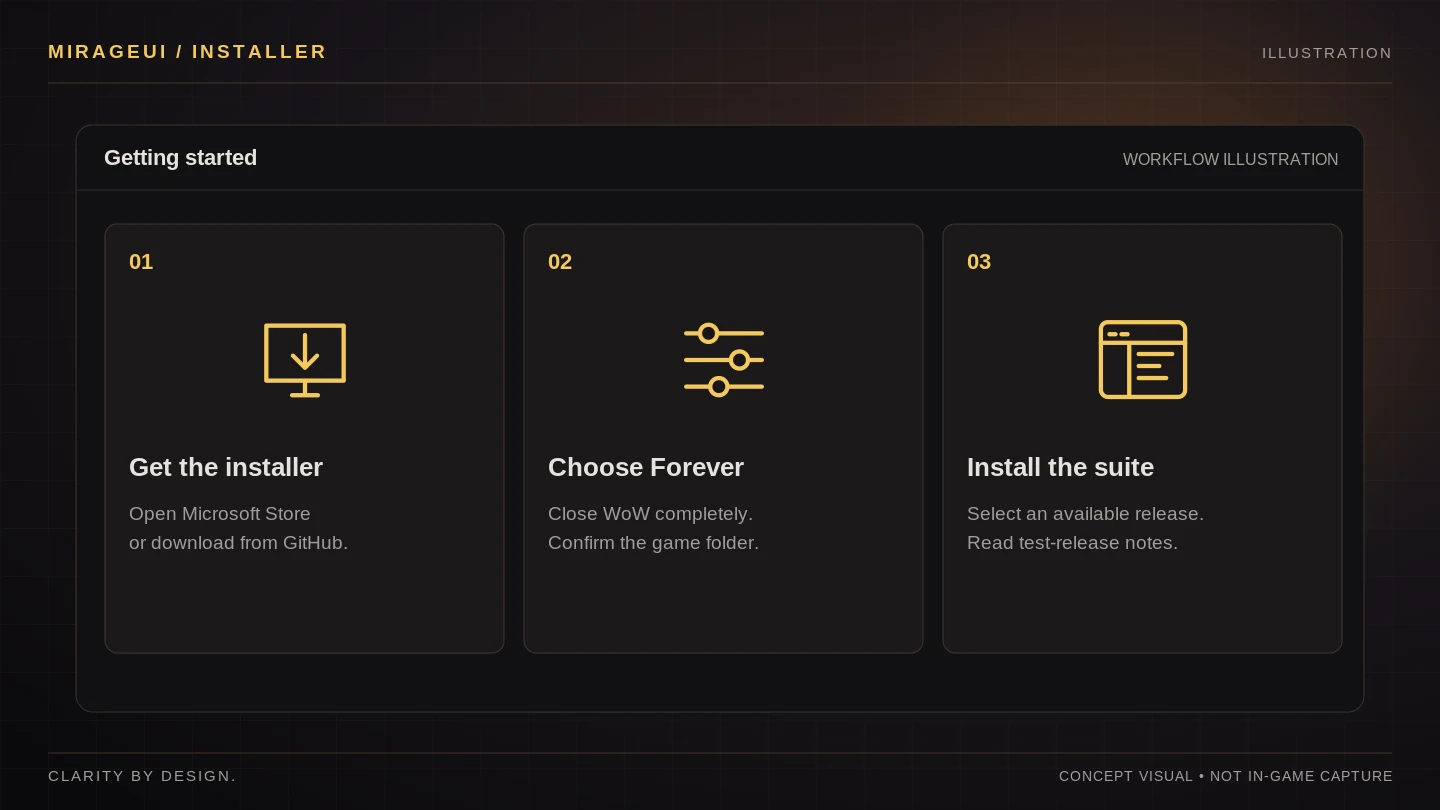 MIRAGEUI / INSTALLER
ILLUSTRATION
Getting started
WORKFLOW ILLUSTRATION
01
Get the installer
Open Microsoft Store
or download from GitHub.
02
Choose Forever
Close WoW completely.
Confirm the game folder.
03
Install the suite
Select an available release.
Read test-release notes.
CLARITY BY DESIGN.
CONCEPT VISUAL • NOT IN-GAME CAPTURE